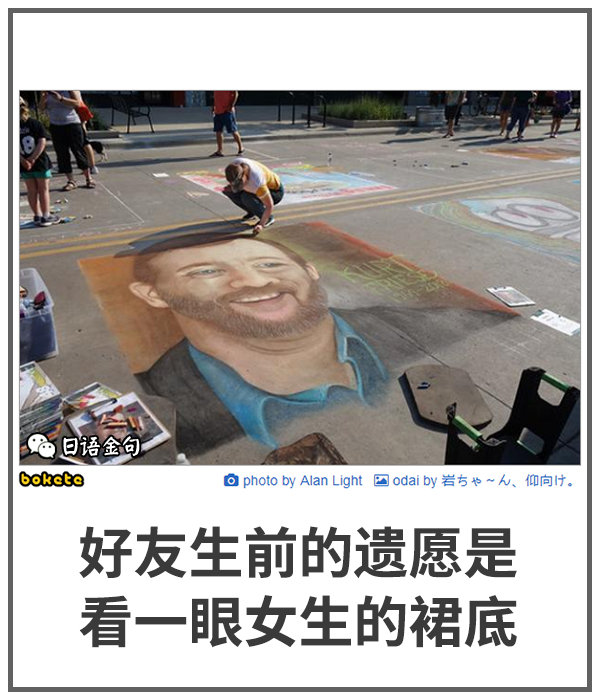 日语金句
bokete
photo by Alan Light
odai by 岩ちゃ～ん、仰向け。
好友生前的遗愿是
看一眼女生的裙底